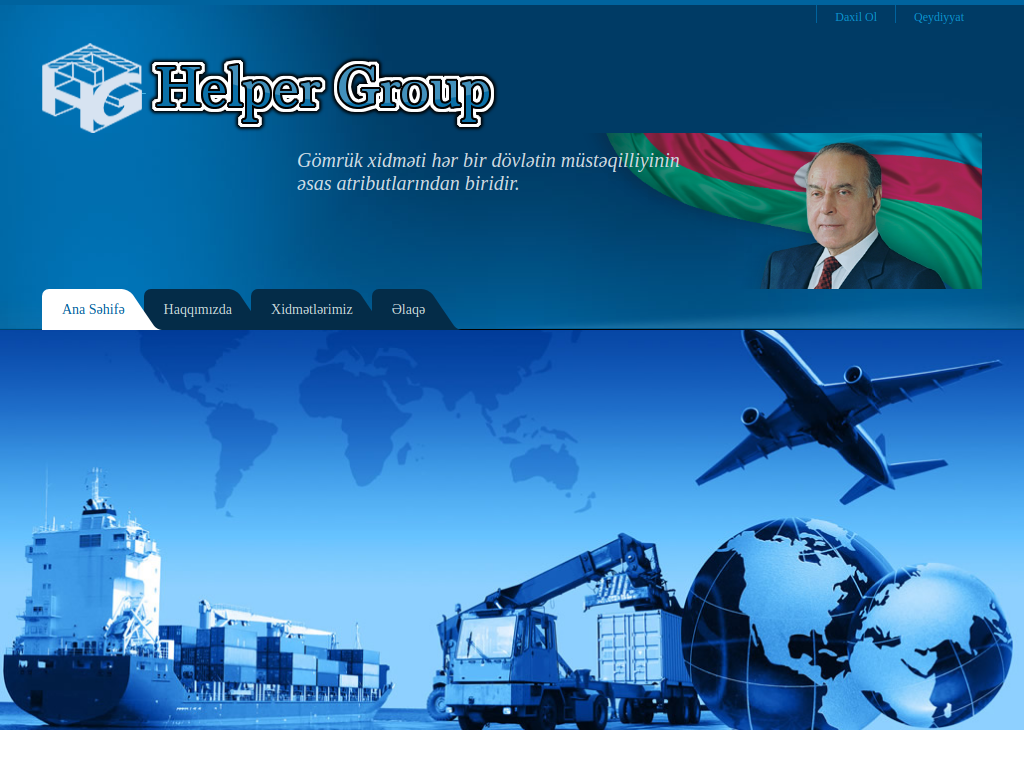 Daxil Ol
Qeydiyyat
HG
Helper Group
Gömrük xidməti hər bir dövlətin müstəqilliyinin
əsas atributlarından biridir.
Ana Səhifə
Haqqımızda
Xidmətlərimiz
Əlaqə